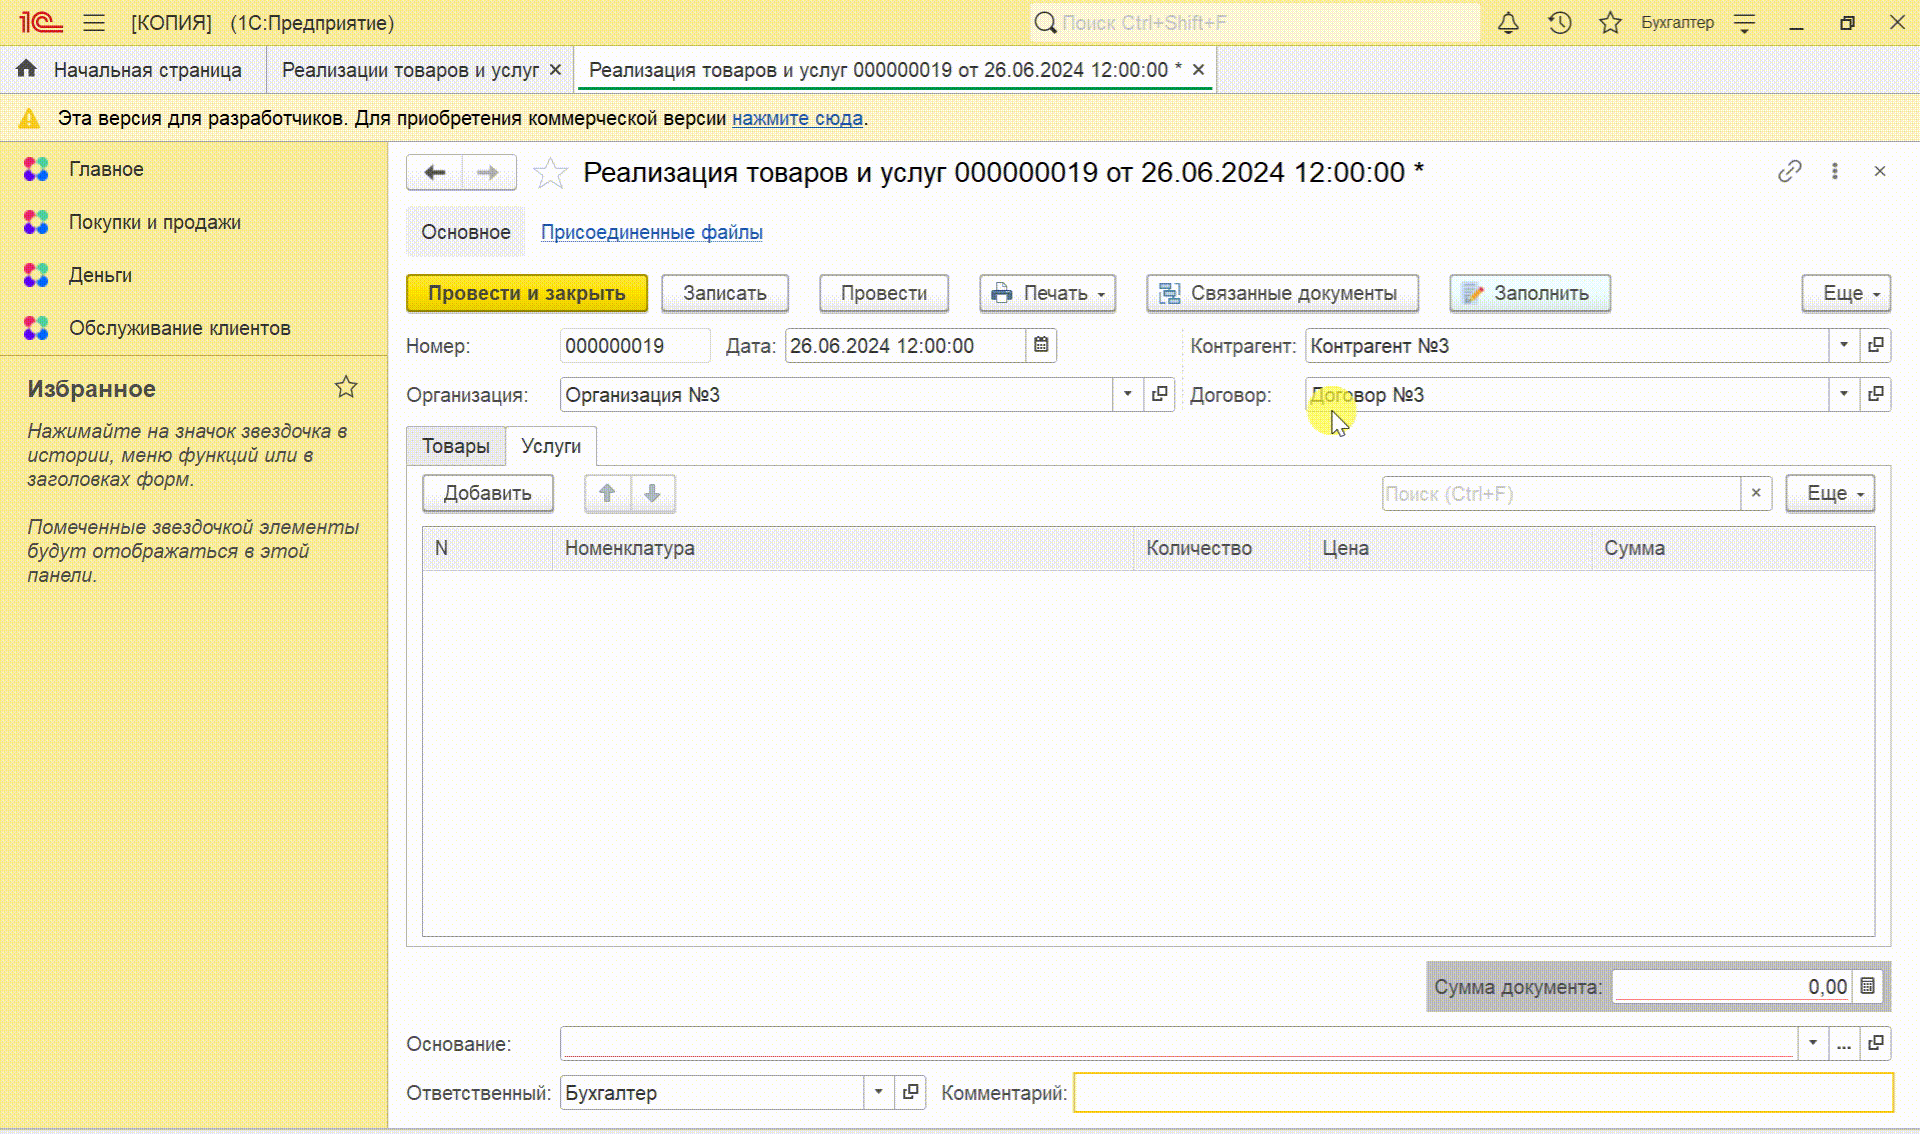 [КОПИЯ] (1С:Предприятие)
Поиск Ctrl+Shift+F
Бухгалтер
Начальная страница
Реализации товаров и услуг
Реализация товаров и услуг 000000019 от 26.06.2024 12:00:00 *
Эта версия для разработчиков. Для приобретения коммерческой версии нажмите сюда.
Главное
Покупки и продажи
Деньги
Обслуживание клиентов
Избранное
Нажимайте на значок звездочка в
истории, меню функций или в
заголовках форм.
Помеченные звездочкой элементы
будут отображаться в этой
панели.
Реализация товаров и услуг 000000019 от 26.06.2024 12:00:00 *
Основное Присоединенные файлы
Провести и закрыть Записать Провести Печать Связанные документы Заполнить Еще
Номер: 000000019 Дата: 26.06.2024 12:00:00 Контрагент: Контрагент №3
Организация: Организация №3 Договор: Договор №3
Товары Услуги
Добавить Поиск (Ctrl+F) Еще
N Номенклатура Количество Цена Сумма
Сумма документа: 0,00
Основание:
Ответственный: Бухгалтер Комментарий: